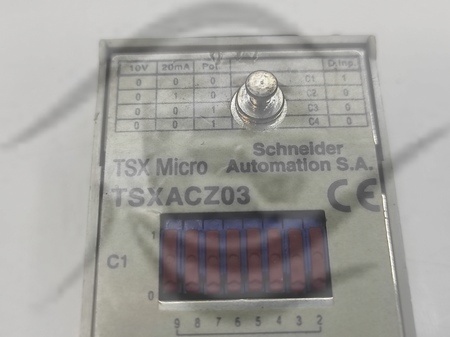 10V 20mA Pot D.Inp.
0 0 0 C1 1
0 1 0 C2 0
0 0 1 C3 0
0 0 1 C4 0
Schneider
TSX Micro Automation S.A.
TSXACZ03 CE
1
C1
0
9 8 7 6 5 4 3 2